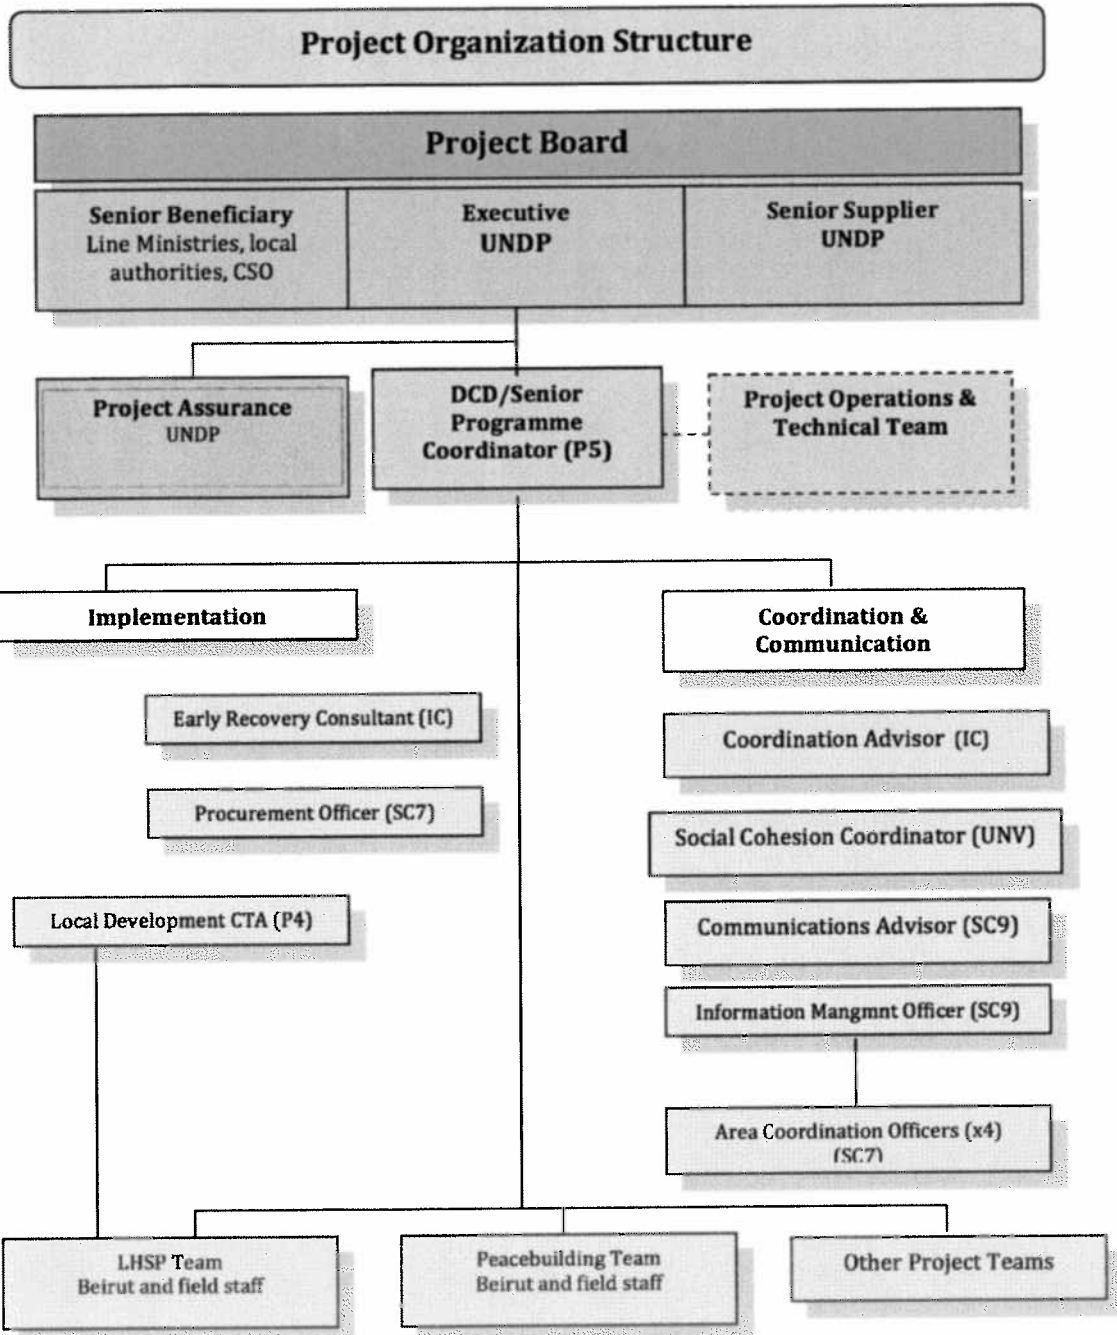 Project Organization Structure
Project Board
Senior Beneficiary
Line Ministries, local
authorities, CSO
Executive
UNDP
Senior Supplier
UNDP
Project Assurance
UNDP
DCD/Senior
Programme
Coordinator (P5)
Project Operations &
Technical Team
Implementation
Coordination &
Communication
Early Recovery Consultant (IC)
Procurement Officer (SC7)
Local Development CTA (P4)
Coordination Advisor (IC)
Social Cohesion Coordinator (UNV)
Communications Advisor (SC9)
Information Mangmnt Officer (SC9)
Area Coordination Officers (x4)
(SC7)
LHSP Team
Beirut and field staff
Peacebuilding Team
Beirut and field staff
Other Project Teams